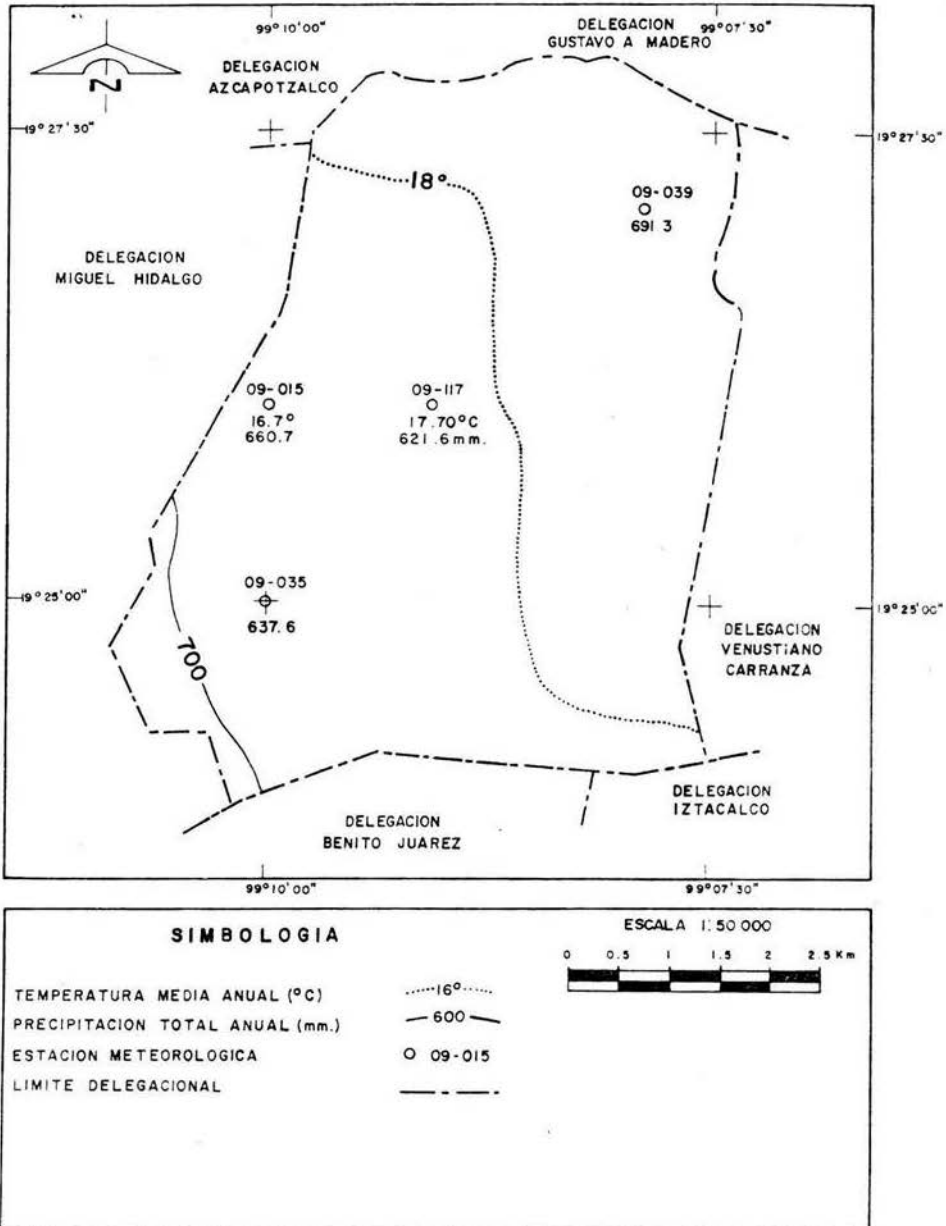 99°10'00"
DELEGACION
GUSTAVO A MADERO
99°07'30"
DELEGACION
AZCAPOTZALCO
N
19°27'30"
19°27'30"
18°
09-039
691 3
DELEGACION
MIGUEL HIDALGO
09-015
16.7°
660.7
09-117
17.70°C
621.6mm.
09-035
637.6
19°25'00"
19°25'00"
700
DELEGACION
VENUSTIANO
CARRANZA
DELEGACION
IZTACALCO
DELEGACION
BENITO JUAREZ
99°10'00"
99°07'30"
SIMBOLOGIA
ESCALA 1:50 000
0 0.5 1 1.5 2 2.5 Km
TEMPERATURA MEDIA ANUAL (°C) 16°
PRECIPITACION TOTAL ANUAL (mm.) 600
ESTACION METEOROLOGICA 09-015
LIMITE DELEGACIONAL